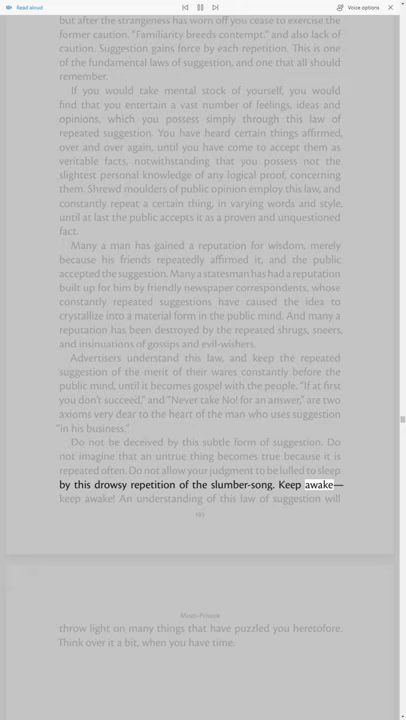 Read aloud
Voice options
but after the strangeness has worn off you cease to exercise the
former caution. "Familiarity breeds contempt," and also lack of
caution. Suggestion gains force by each repetition. This is one
of the fundamental laws of suggestion, and one that all should
remember.
If you would take mental stock of yourself, you would
find that you entertain a vast number of feelings, ideas and
opinions, which you possess simply through this law of
repeated suggestion. You have heard certain things affirmed,
over and over again, until you have come to accept them as
veritable facts, notwithstanding that you possess not the
slightest personal knowledge of any logical proof, concerning
them. Shrewd moulders of public opinion employ this law, and
constantly repeat a certain thing, in varying words and style,
until at last the public accepts it as a proven and unquestioned
fact.
Many a man has gained a reputation for wisdom, merely
because his friends repeatedly affirmed it, and the public
accepted the suggestion. Many a statesman has had a reputation
built up for him by friendly newspaper correspondents, whose
constantly repeated suggestions have caused the idea to
crystallize into a material form in the public mind. And many a
reputation has been destroyed by the repeated shrugs, sneers,
and insinuations of gossips and evil-wishers.
Advertisers understand this law, and keep the repeated
suggestion of the merit of their wares constantly before the
public mind, until it becomes gospel with the people. "If at first
you don't succeed," and "Never take No! for an answer," are two
axioms very dear to the heart of the man who uses suggestion
"in his business."
Do not be deceived by this subtle form of suggestion. Do
not imagine that an untrue thing becomes true because it is
repeated often. Do not allow your judgment to be lulled to sleep
by this drowsy repetition of the slumber-song. Keep awake—
keep awake! An understanding of this law of suggestion will
193
Mind-Power
throw light on many things that have puzzled you heretofore.
Think over it a bit, when you have time.